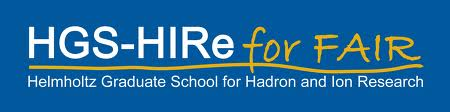 HGS-HIRe for FAIR
Helmholtz Graduate School for Hadron and Ion Research